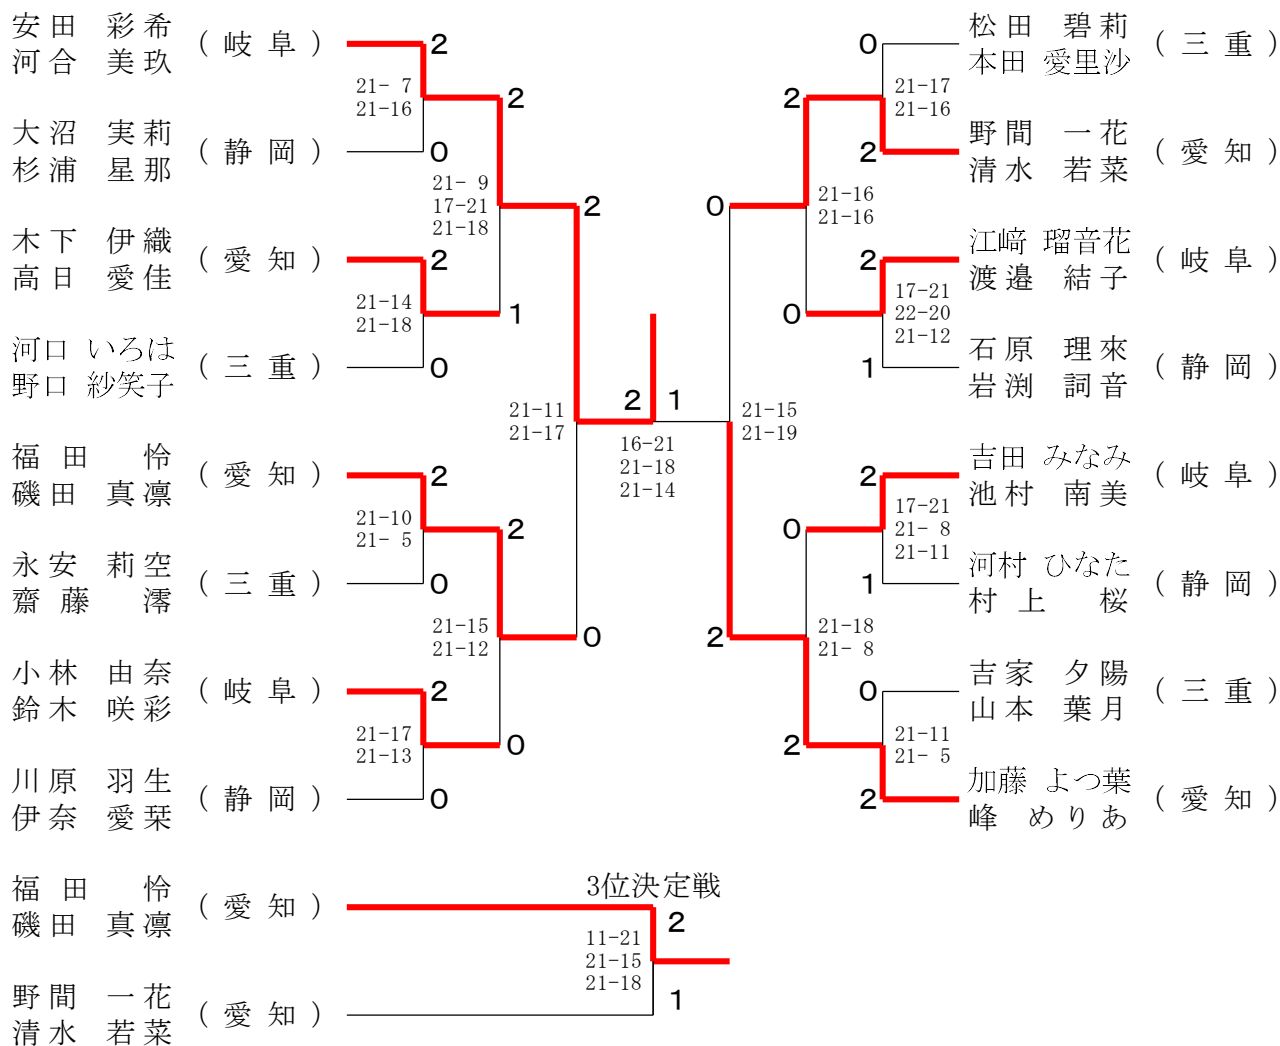 安田 彩希
河合 美玖
(岐阜)
2
21- 7
21-16
2
大沼 実莉
杉浦 星那
(静岡)
0
21- 9
17-21
21-18
2
木下 伊織
高日 愛佳
(愛知)
2
21-14
21-18
1
河口 いろは
野口 紗笑子
(三重)
0
21-11
21-17
福田 怜
磯田 真凛
(愛知)
2
21-10
21- 5
2
永安 莉空
齋藤 澪
(三重)
0
21-15
21-12
0
小林 由奈
鈴木 咲彩
(岐阜)
2
21-17
21-13
0
川原 羽生
伊奈 愛栞
(静岡)
0
2 1
16-21
21-18
21-14
松田 碧莉
本田 愛里沙
(三重)
0
21-17
21-16
2
野間 一花
清水 若菜
(愛知)
2
21-16
21-16
0
江﨑 瑠音花
渡邉 結子
(岐阜)
2
17-21
22-20
21-12
0
石原 理來
岩渕 詞音
(静岡)
1
21-15
21-19
吉田 みなみ
池村 南美
(岐阜)
2
17-21
21- 8
21-11
0
河村 ひなた
村上 桜
(静岡)
1
21-18
21- 8
2
吉家 夕陽
山本 葉月
(三重)
0
21-11
21- 5
2
加藤 よつ葉
峰 めりあ
(愛知)
2
3位決定戦
福田 怜
磯田 真凛
(愛知)
2
11-21
21-15
21-18
野間 一花
清水 若菜
(愛知)
1